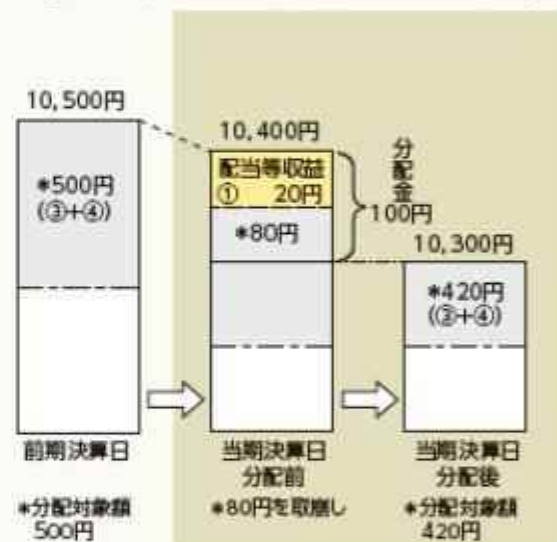 10,500円
*500円
(③+④)
前期決算日
*分配対象額
500円
10,400円
配当等収益
① 20円
*80円
分配金
100円
当期決算日
分配前
*80円を取崩し
10,300円
*420円
(③+④)
当期決算日
分配後
*分配対象額
420円